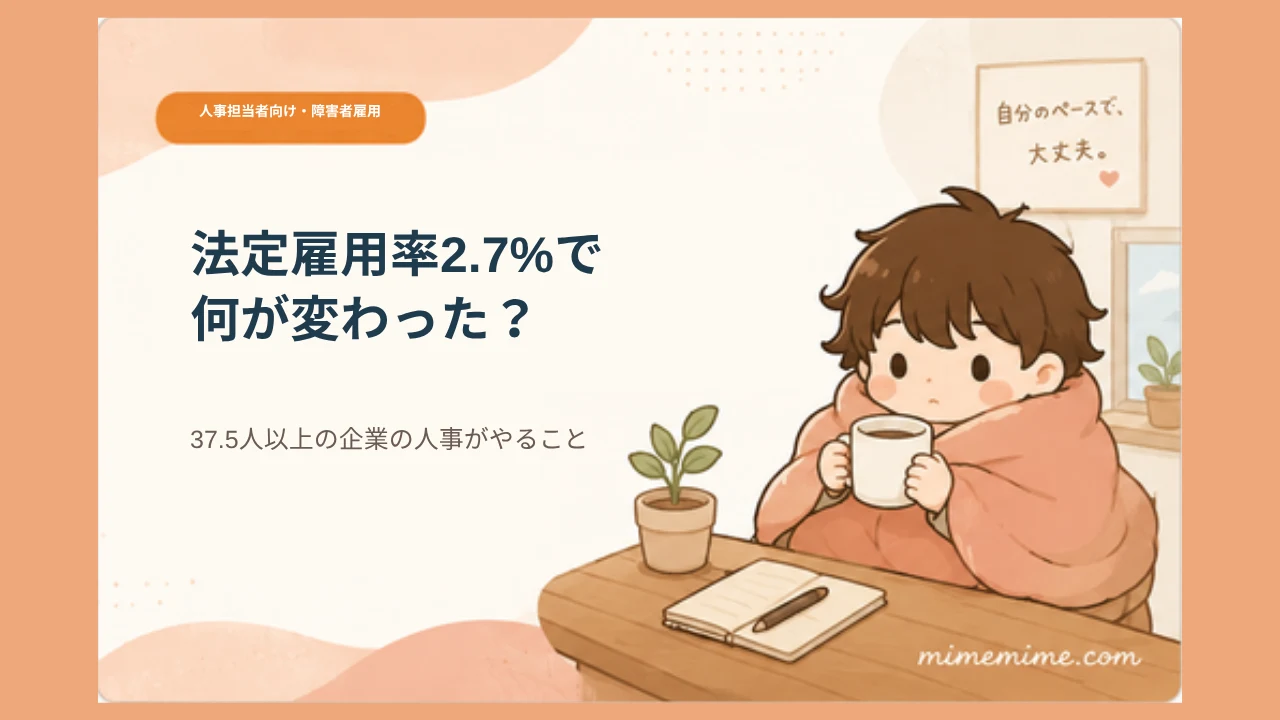 人事担当者向け・障害者雇用
自分のペースで、
大丈夫。
法定雇用率2.7%で
何が変わった？
37.5人以上の企業の人事がやること
mimemime.com